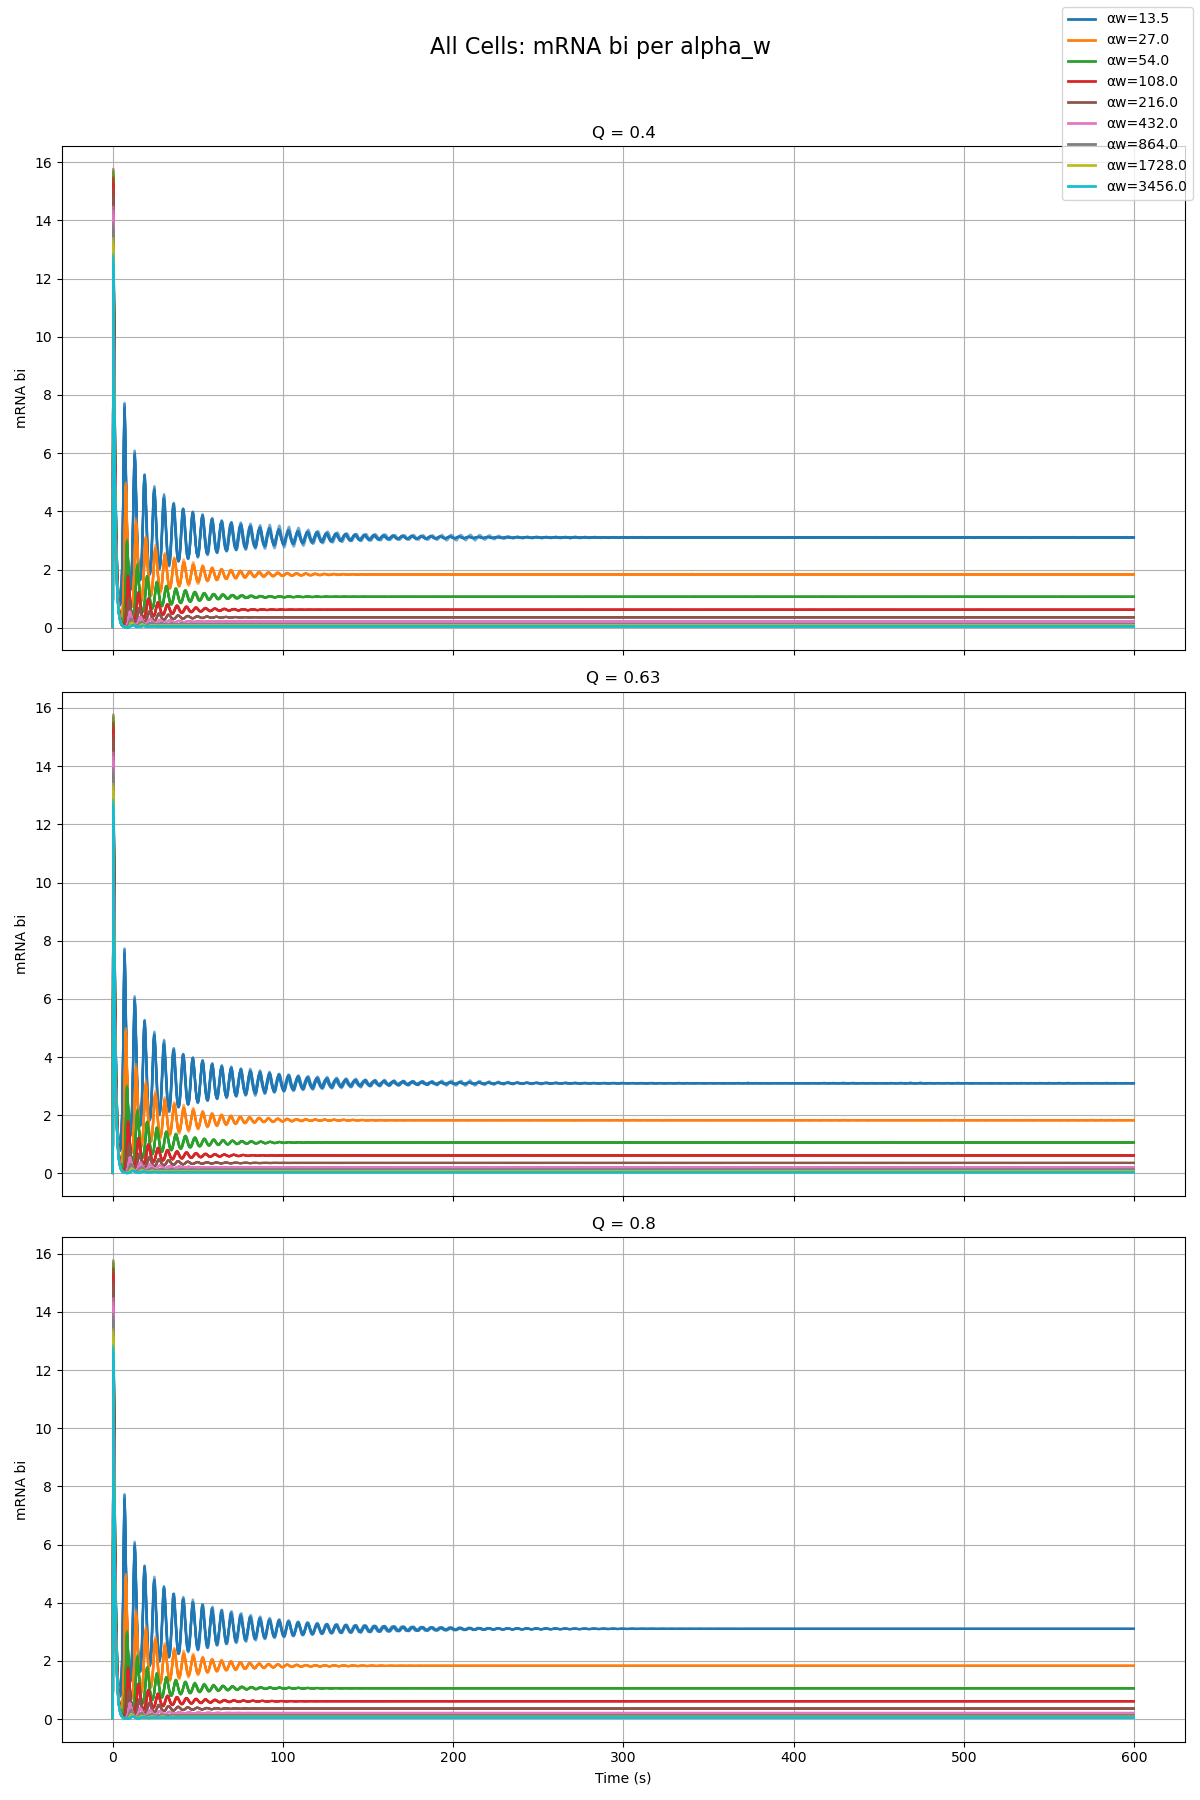 All Cells: mRNA bi per alpha_w
αw=13.5
αw=27.0
αw=54.0
αw=108.0
αw=216.0
αw=432.0
αw=864.0
αw=1728.0
αw=3456.0
Q = 0.4
16
14
12
10
8
6
4
2
0
mRNA bi
Q = 0.63
16
14
12
10
8
6
4
2
0
mRNA bi
Q = 0.8
16
14
12
10
8
6
4
2
0
mRNA bi
0 100 200 300 400 500 600
Time (s)